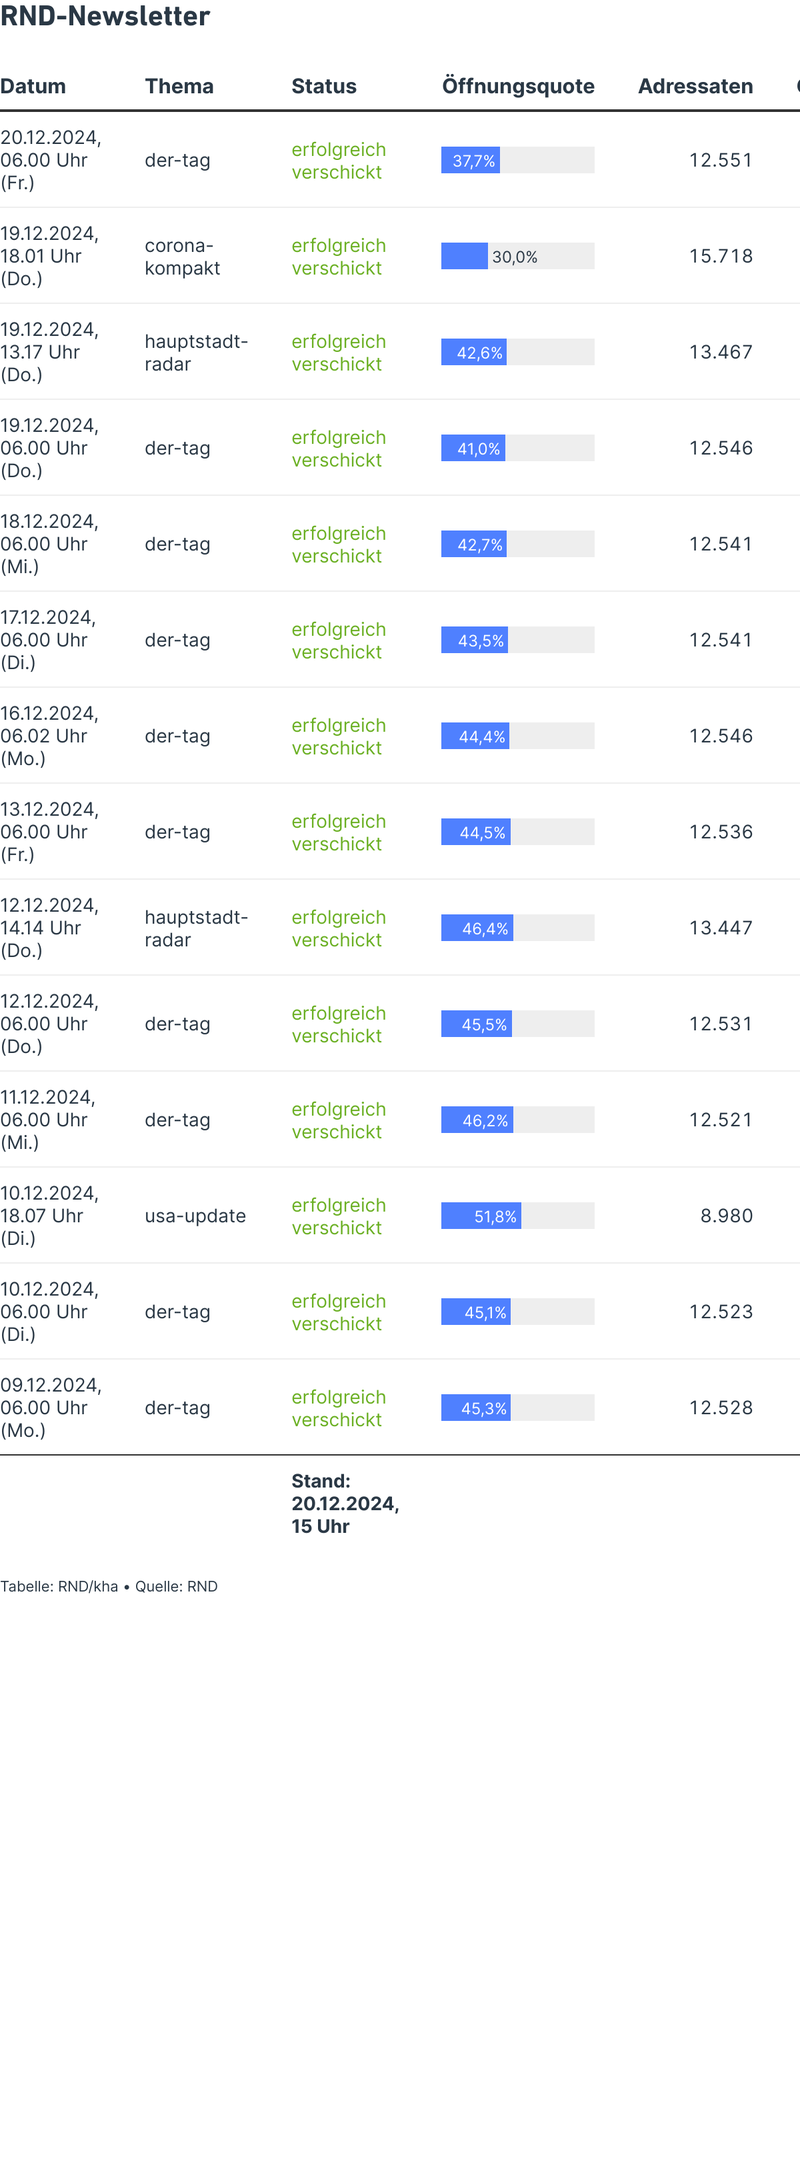 RND-Newsletter
Datum Thema Status Öffnungsquote Adressaten
20.12.2024,
06.00 Uhr
(Fr.)
der-tag
erfolgreich
verschickt
37,7%
12.551
19.12.2024,
18.01 Uhr
(Do.)
corona-
kompakt
erfolgreich
verschickt
30,0%
15.718
19.12.2024,
13.17 Uhr
(Do.)
hauptstadt-
radar
erfolgreich
verschickt
42,6%
13.467
19.12.2024,
06.00 Uhr
(Do.)
der-tag
erfolgreich
verschickt
41,0%
12.546
18.12.2024,
06.00 Uhr
(Mi.)
der-tag
erfolgreich
verschickt
42,7%
12.541
17.12.2024,
06.00 Uhr
(Di.)
der-tag
erfolgreich
verschickt
43,5%
12.541
16.12.2024,
06.02 Uhr
(Mo.)
der-tag
erfolgreich
verschickt
44,4%
12.546
13.12.2024,
06.00 Uhr
(Fr.)
der-tag
erfolgreich
verschickt
44,5%
12.536
12.12.2024,
14.14 Uhr
(Do.)
hauptstadt-
radar
erfolgreich
verschickt
46,4%
13.447
12.12.2024,
06.00 Uhr
(Do.)
der-tag
erfolgreich
verschickt
45,5%
12.531
11.12.2024,
06.00 Uhr
(Mi.)
der-tag
erfolgreich
verschickt
46,2%
12.521
10.12.2024,
18.07 Uhr
(Di.)
usa-update
erfolgreich
verschickt
51,8%
8.980
10.12.2024,
06.00 Uhr
(Di.)
der-tag
erfolgreich
verschickt
45,1%
12.523
09.12.2024,
06.00 Uhr
(Mo.)
der-tag
erfolgreich
verschickt
45,3%
12.528
Stand:
20.12.2024,
15 Uhr
Tabelle: RND/kha • Quelle: RND